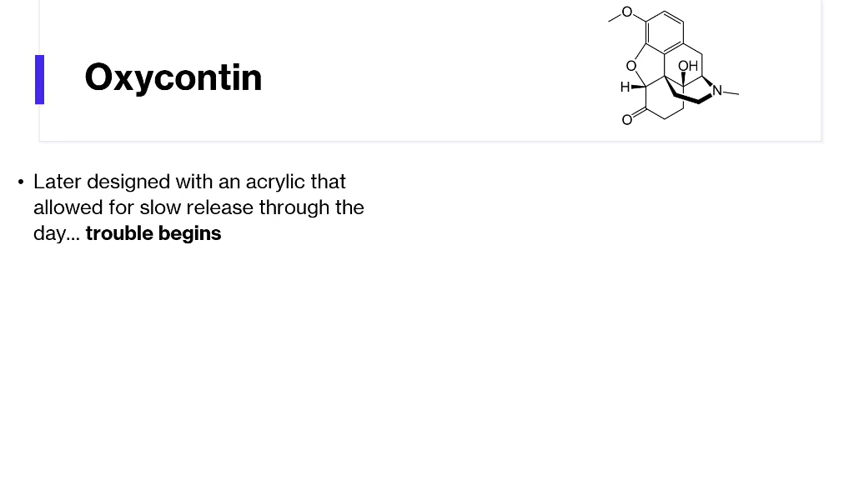 Oxycontin
O
O
OH
H
N
O
• Later designed with an acrylic that
allowed for slow release through the
day... trouble begins